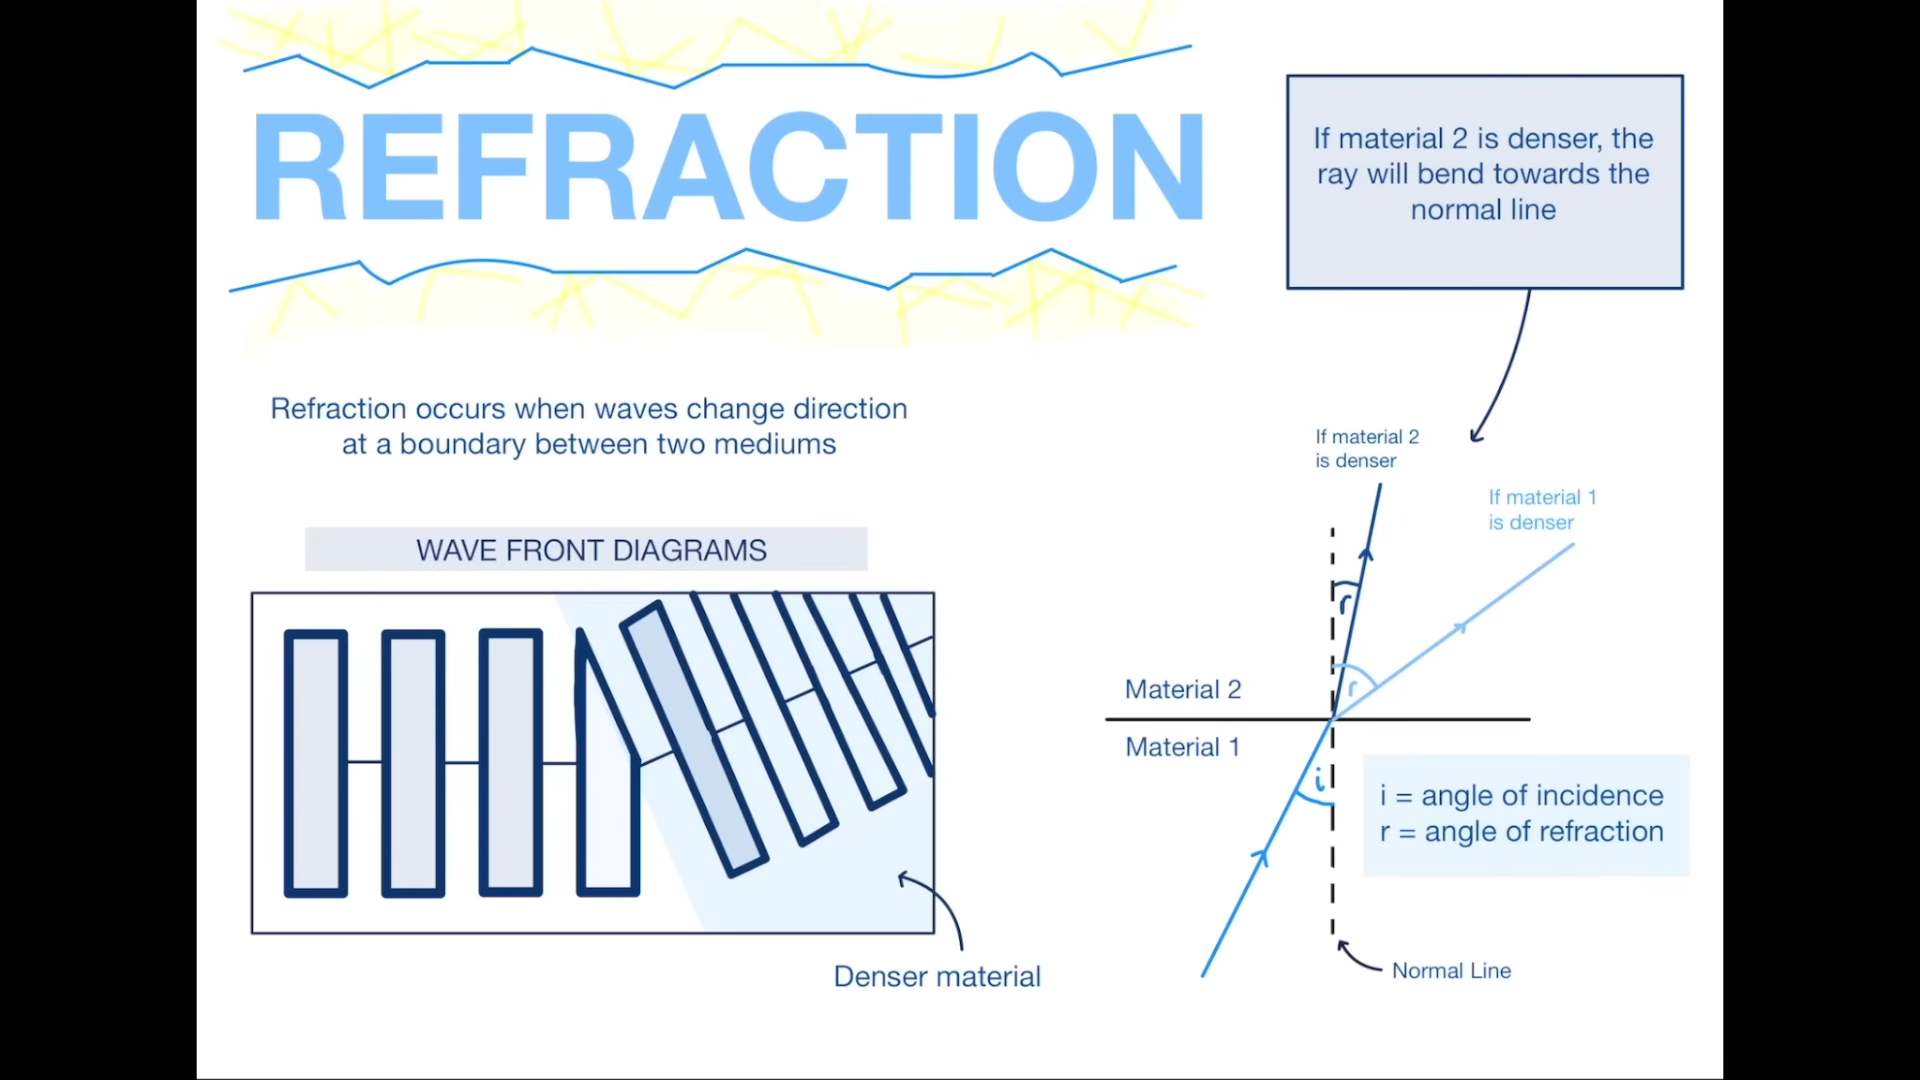 REFRACTION
If material 2 is denser, the
ray will bend towards the
normal line
Refraction occurs when waves change direction
at a boundary between two mediums
If material 2
is denser
If material 1
is denser
WAVE FRONT DIAGRAMS
r
r
Material 2
Material 1
i
i = angle of incidence
r = angle of refraction
Denser material
Normal Line